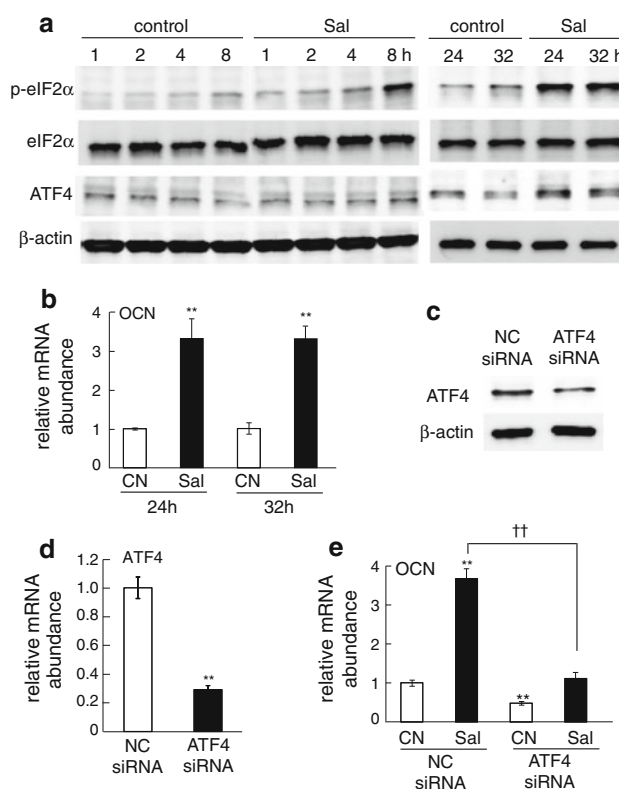 a
control Sal control Sal
1 2 4 8 1 2 4 8 h 24 32 24 32 h
p-eIF2α
eIF2α
ATF4
β-actin
b
OCN
relative mRNA
abundance
4
3
2
1
0
** **
CN Sal CN Sal
24h 32h
c
NC
siRNA
ATF4
siRNA
ATF4
β-actin
d
ATF4
relative mRNA
abundance
1.2
1.0
0.8
0.6
0.4
0.2
0
**
NC
siRNA
ATF4
siRNA
e
OCN
relative mRNA
abundance
4
2
0
††
**
**
CN Sal CN Sal
NC
siRNA
ATF4
siRNA